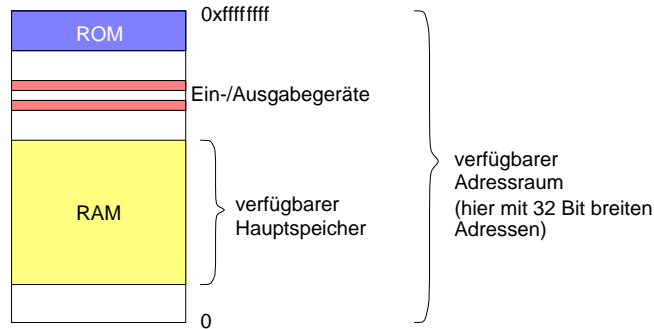 0xffffffff
ROM
Ein-/Ausgabegeräte
verfügbarer
Adressraum
(hier mit 32 Bit breiten
Adressen)
RAM
verfügbarer
Hauptspeicher
0